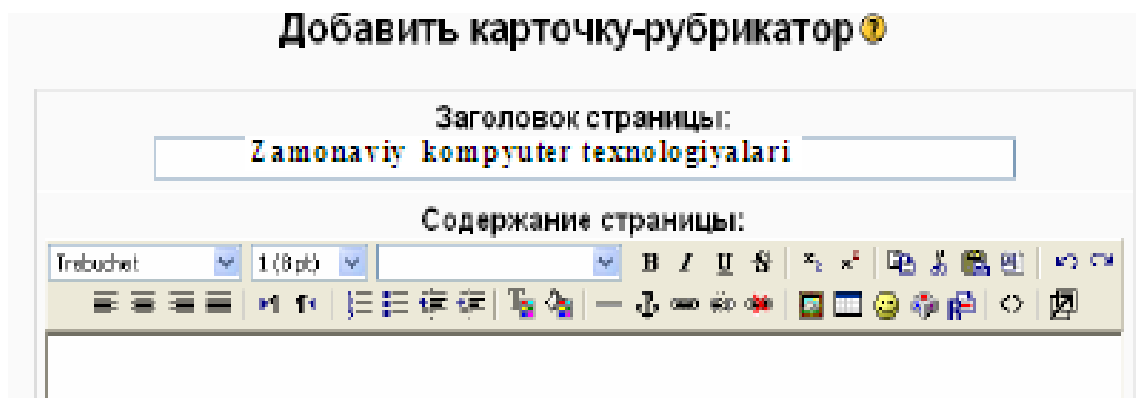 Добавить карточку-рубрикатор
Заголовок страницы:
Zamonaviy kompyuter texnologiyalari
Содержание страницы:
Trebuchet 1 (8 pt) B I U S